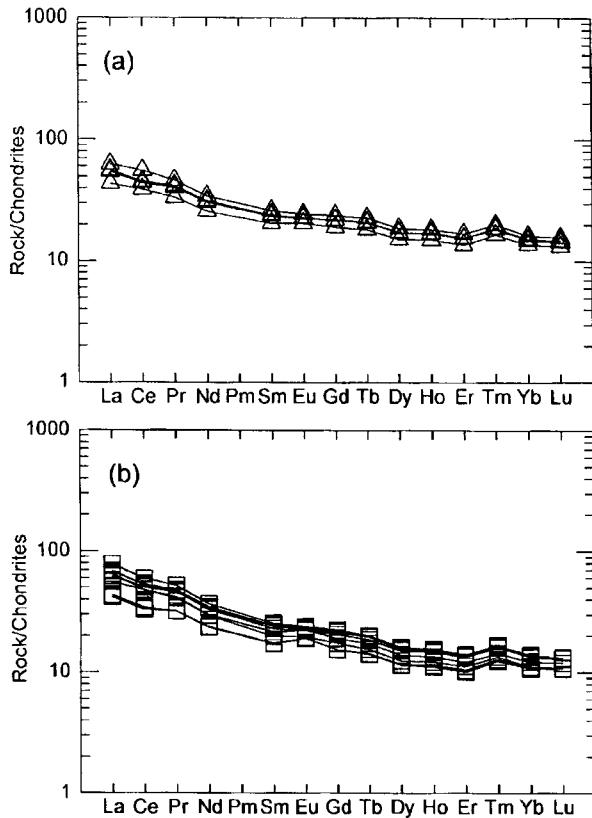 1000
(a)
100
Rock/Chondrites
10
1
La Ce Pr Nd Pm Sm Eu Gd Tb Dy Ho Er Tm Yb Lu
1000
(b)
100
Rock/Chondrites
10
1
La Ce Pr Nd Pm Sm Eu Gd Tb Dy Ho Er Tm Yb Lu